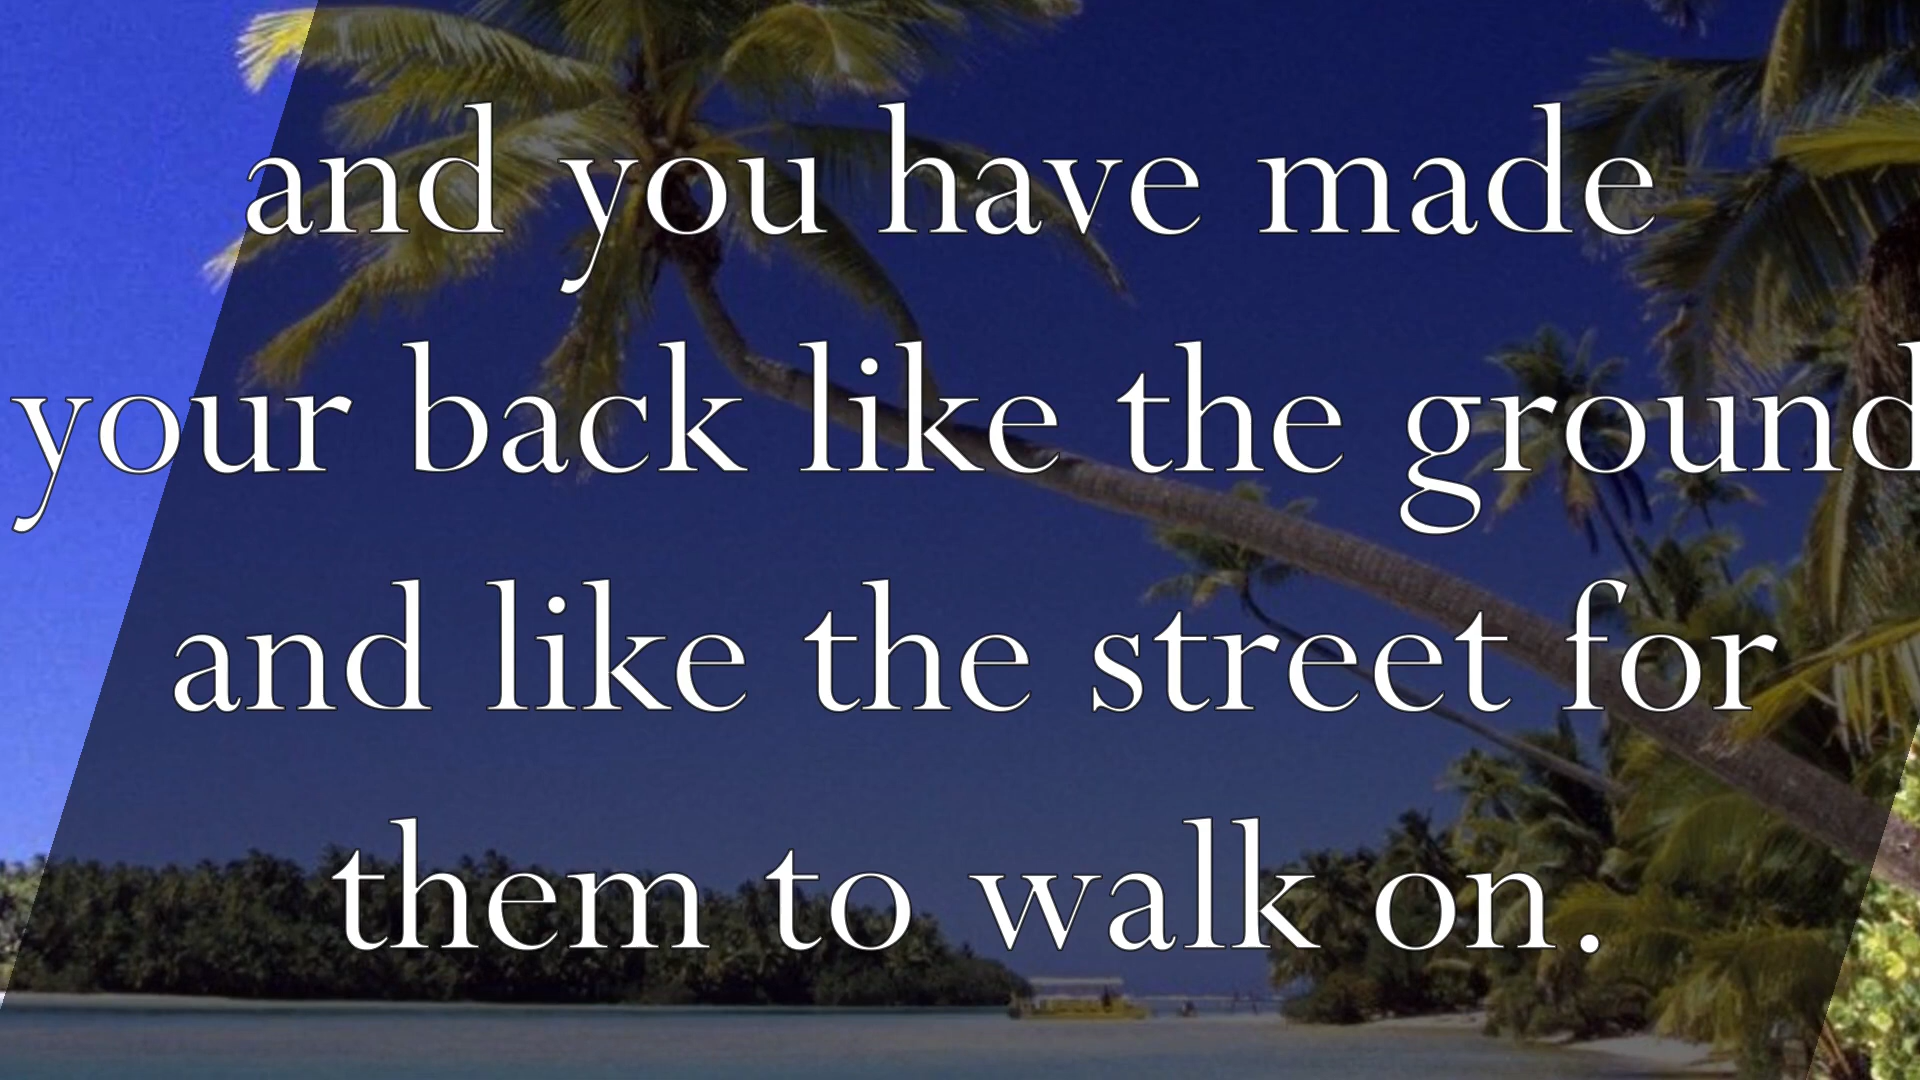 and you have made
your back like the ground
and like the street for
them to walk on.